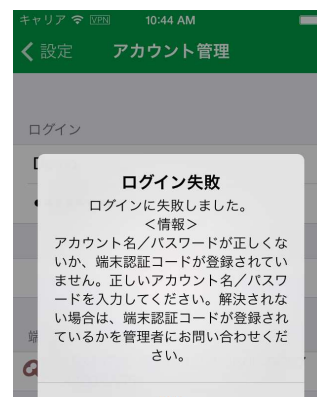 キャリア VPN 10:44 AM
設定 アカウント管理
ログイン
ログイン失敗
ログインに失敗しました。
＜情報＞
アカウント名／パスワードが正しくな
いか、端末認証コードが登録されてい
ません。正しいアカウント名／パスワ
ードを入力してください。解決されな
い場合は、端末認証コードが登録され
ているかを管理者にお問い合わせくだ
さい。
端